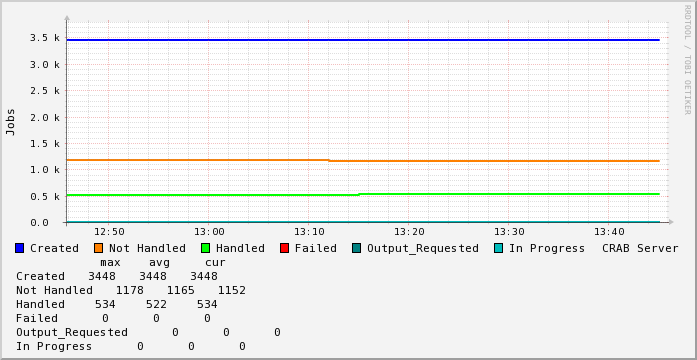 RRDTOOL / TOBI OETIKER
Jobs
3.5 k
3.0 k
2.5 k
2.0 k
1.5 k
1.0 k
0.5 k
0.0
12:50 13:00 13:10 13:20 13:30 13:40
Created Not Handled Handled Failed Output_Requested In Progress CRAB Server
max avg cur
Created 3448 3448 3448
Not Handled 1178 1165 1152
Handled 534 522 534
Failed 0 0 0
Output_Requested 0 0 0
In Progress 0 0 0